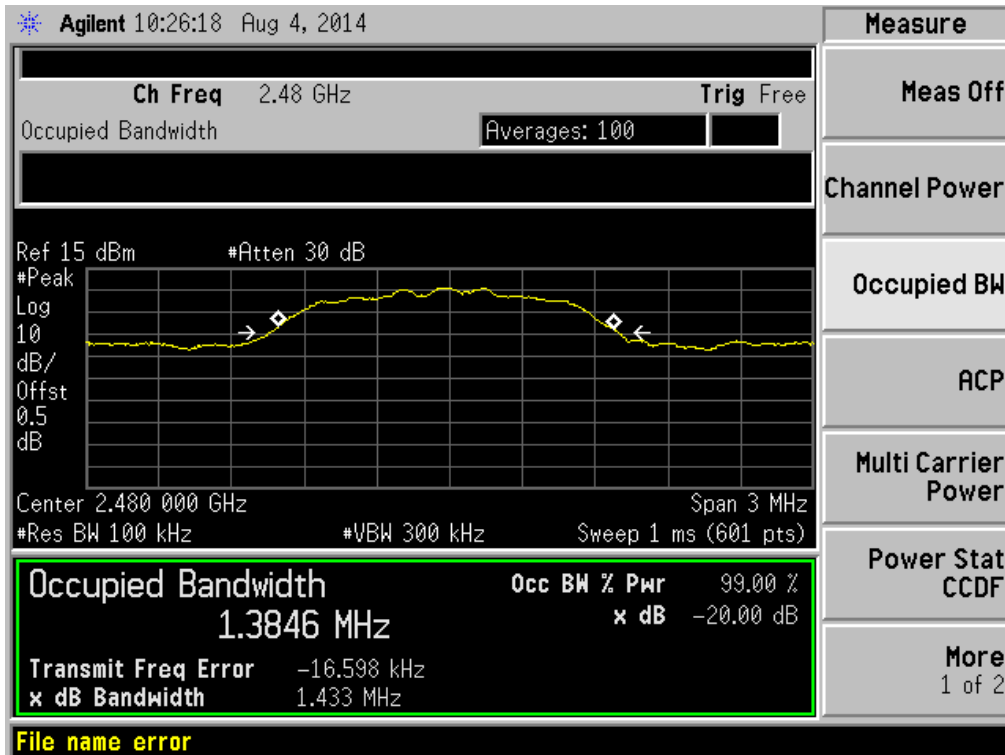 Agilent 10:26:18 Aug 4, 2014
Measure
Ch Freq 2.48 GHz Trig Free
Occupied Bandwidth Averages: 100
Meas Off
Channel Power
Occupied BW
ACP
Multi Carrier
Power
Power Stat
CCDF
More
1 of 2
Ref 15 dBm #Atten 30 dB
#Peak
Log
10
dB/
Offst
0.5
dB
Center 2.480 000 GHz Span 3 MHz
#Res BW 100 kHz #VBW 300 kHz Sweep 1 ms (601 pts)
Occupied Bandwidth Occ BW % Pwr 99.00 %
1.3846 MHz x dB -20.00 dB
Transmit Freq Error -16.598 kHz
x dB Bandwidth 1.433 MHz
File name error